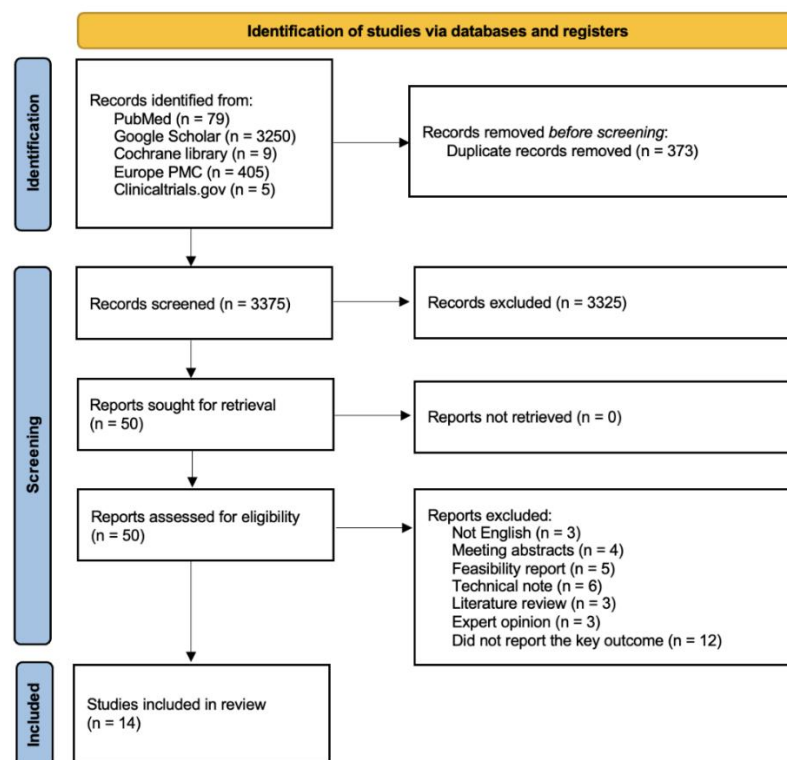 Identification of studies via databases and registers
Identification
Records identified from:
PubMed (n = 79)
Google Scholar (n = 3250)
Cochrane library (n = 9)
Europe PMC (n = 405)
Clinicaltrials.gov (n = 5)
Records removed before screening:
Duplicate records removed (n = 373)
Screening
Records screened (n = 3375)
Records excluded (n = 3325)
Reports sought for retrieval
(n = 50)
Reports not retrieved (n = 0)
Reports assessed for eligibility
(n = 50)
Reports excluded:
Not English (n = 3)
Meeting abstracts (n = 4)
Feasibility report (n = 5)
Technical note (n = 6)
Literature review (n = 3)
Expert opinion (n = 3)
Did not report the key outcome (n = 12)
Included
Studies included in review
(n = 14)